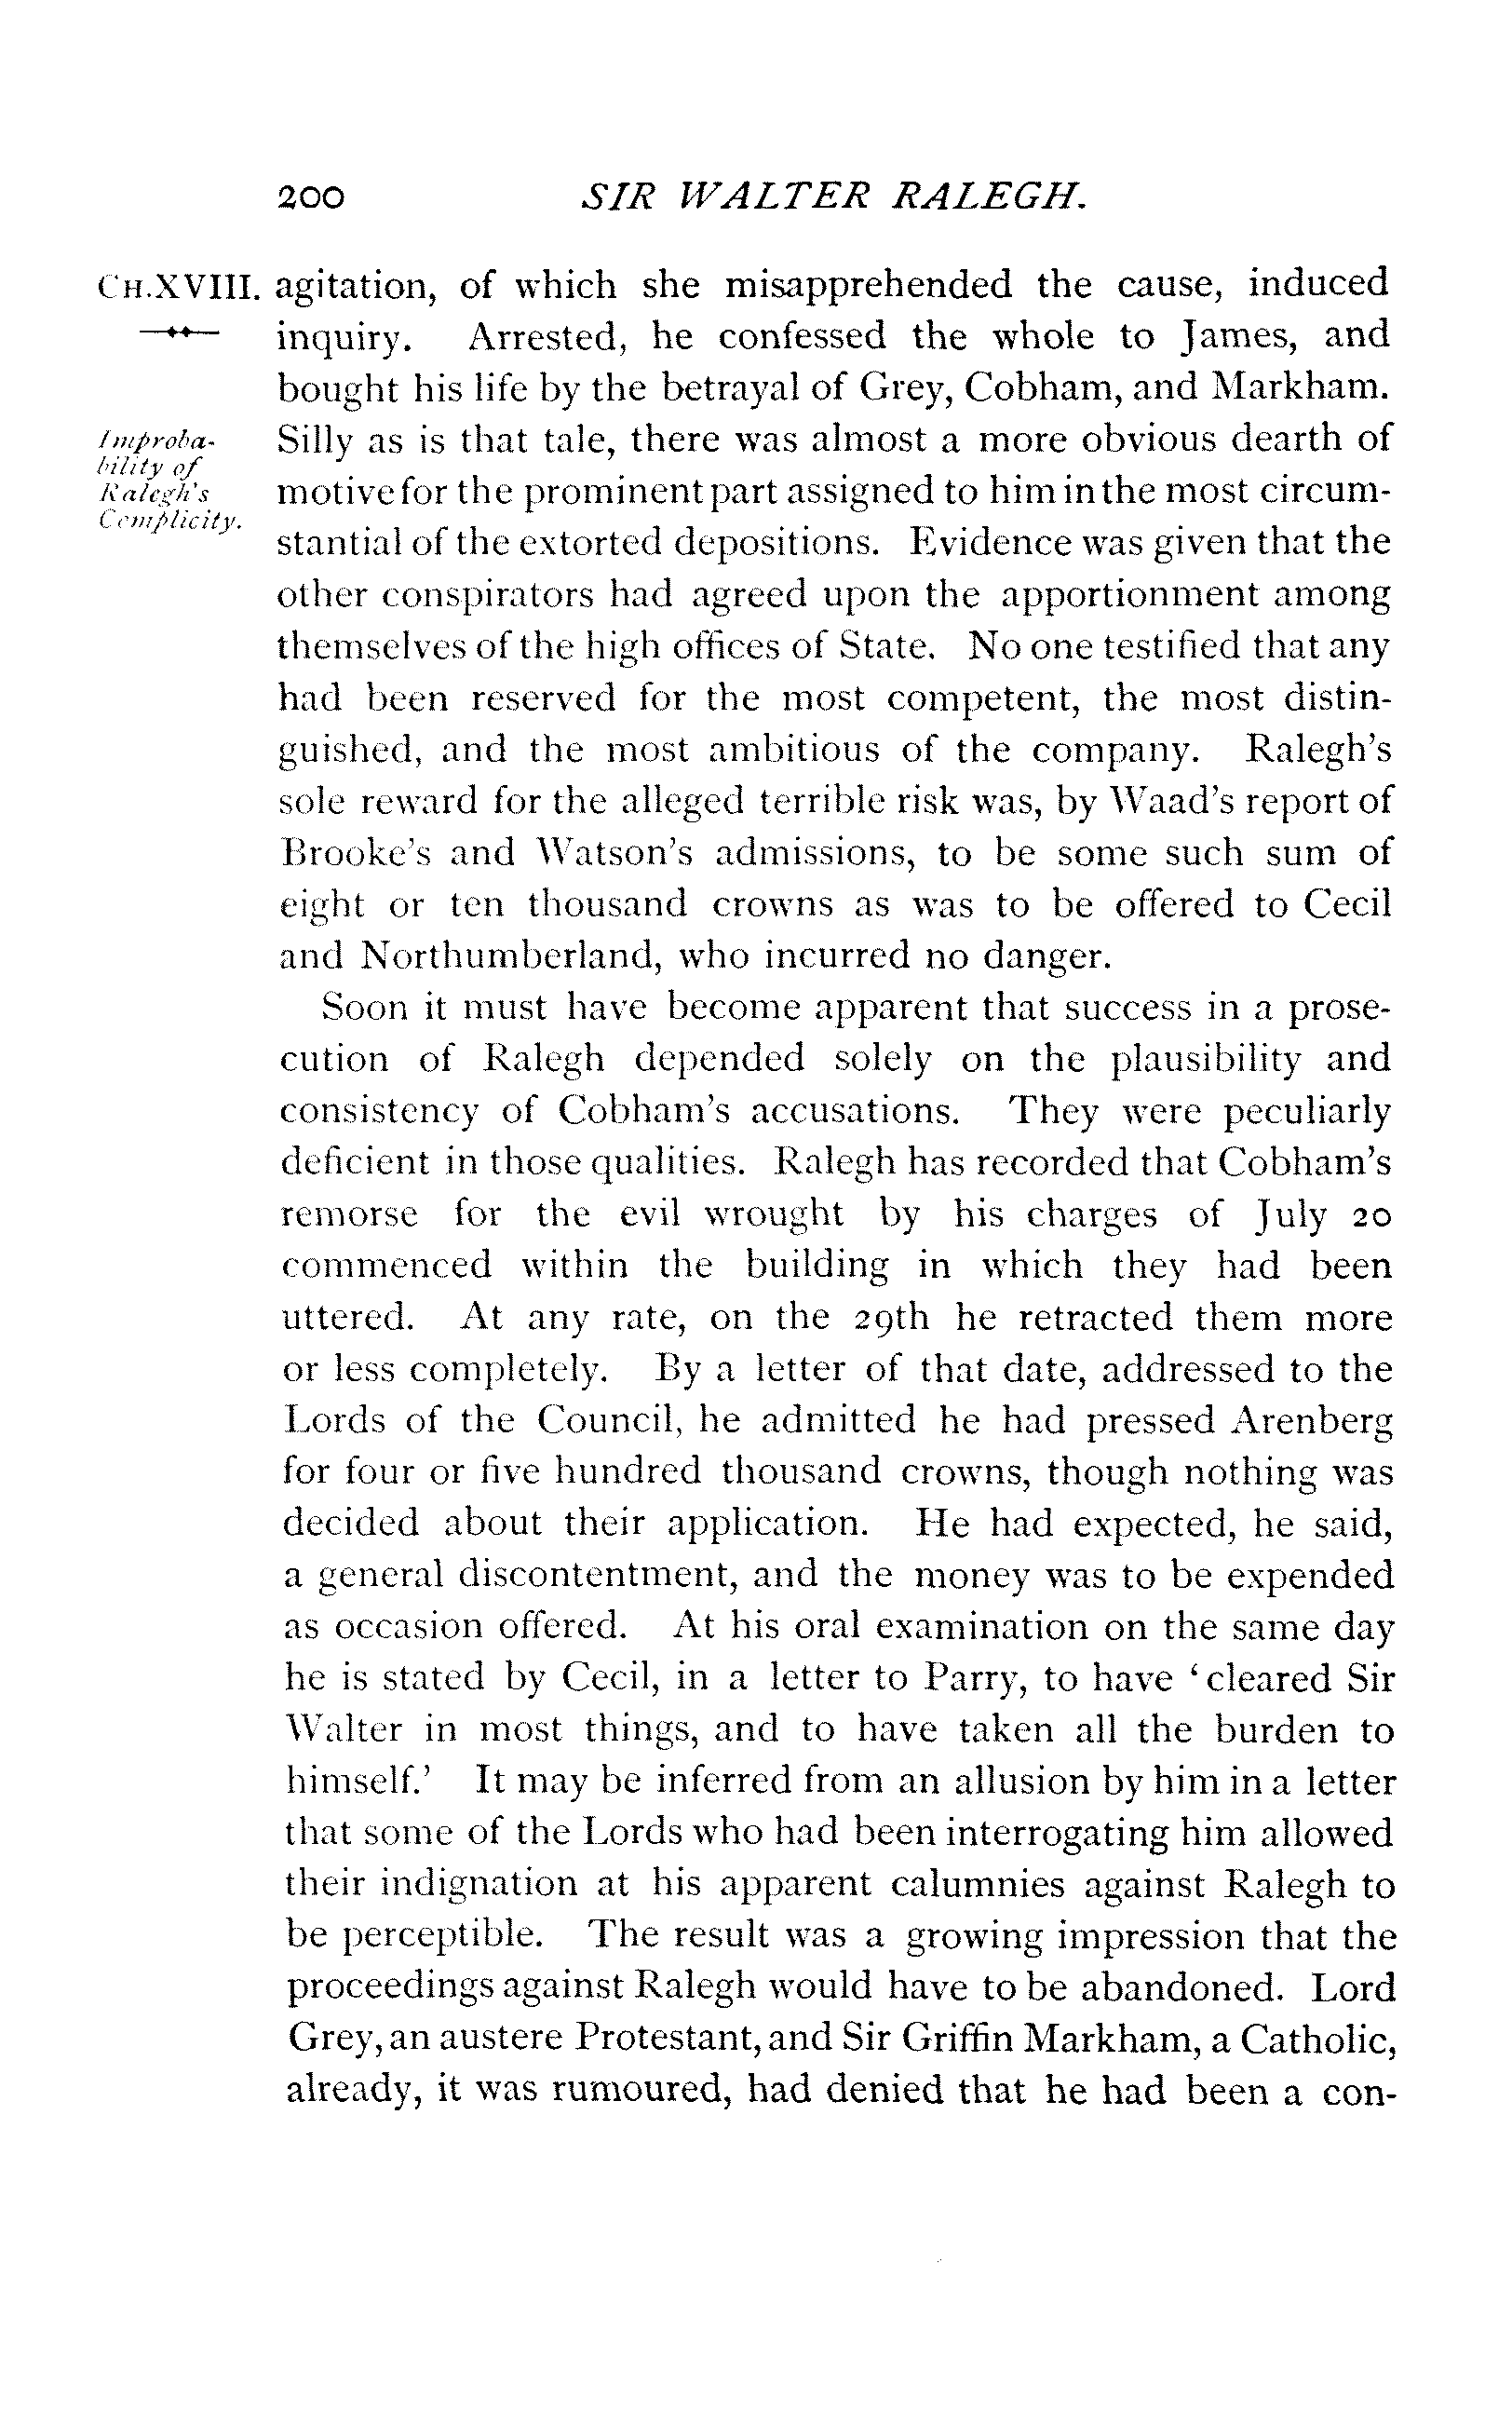 200 SIR WALTER RALEGH.
CH.XVIII. agitation, of which she misapprehended the cause, induced
inquiry. Arrested, he confessed the whole to James, and
bought his life by the betrayal of Grey, Cobham, and Markham.
Improba-
bility of
Ralegh's
Complicity.
Silly as is that tale, there was almost a more obvious dearth of
motive for the prominent part assigned to him in the most circum-
stantial of the extorted depositions. Evidence was given that the
other conspirators had agreed upon the apportionment among
themselves of the high offices of State. No one testified that any
had been reserved for the most competent, the most distin-
guished, and the most ambitious of the company. Ralegh's
sole reward for the alleged terrible risk was, by Waad's report of
Brooke's and Watson's admissions, to be some such sum of
eight or ten thousand crowns as was to be offered to Cecil
and Northumberland, who incurred no danger.
Soon it must have become apparent that success in a prose-
cution of Ralegh depended solely on the plausibility and
consistency of Cobham's accusations. They were peculiarly
deficient in those qualities. Ralegh has recorded that Cobham's
remorse for the evil wrought by his charges of July 20
commenced within the building in which they had been
uttered. At any rate, on the 29th he retracted them more
or less completely. By a letter of that date, addressed to the
Lords of the Council, he admitted he had pressed Arenberg
for four or five hundred thousand crowns, though nothing was
decided about their application. He had expected, he said,
a general discontentment, and the money was to be expended
as occasion offered. At his oral examination on the same day
he is stated by Cecil, in a letter to Parry, to have ‘cleared Sir
Walter in most things, and to have taken all the burden to
himself.’ It may be inferred from an allusion by him in a letter
that some of the Lords who had been interrogating him allowed
their indignation at his apparent calumnies against Ralegh to
be perceptible. The result was a growing impression that the
proceedings against Ralegh would have to be abandoned. Lord
Grey, an austere Protestant, and Sir Griffin Markham, a Catholic,
already, it was rumoured, had denied that he had been a con-